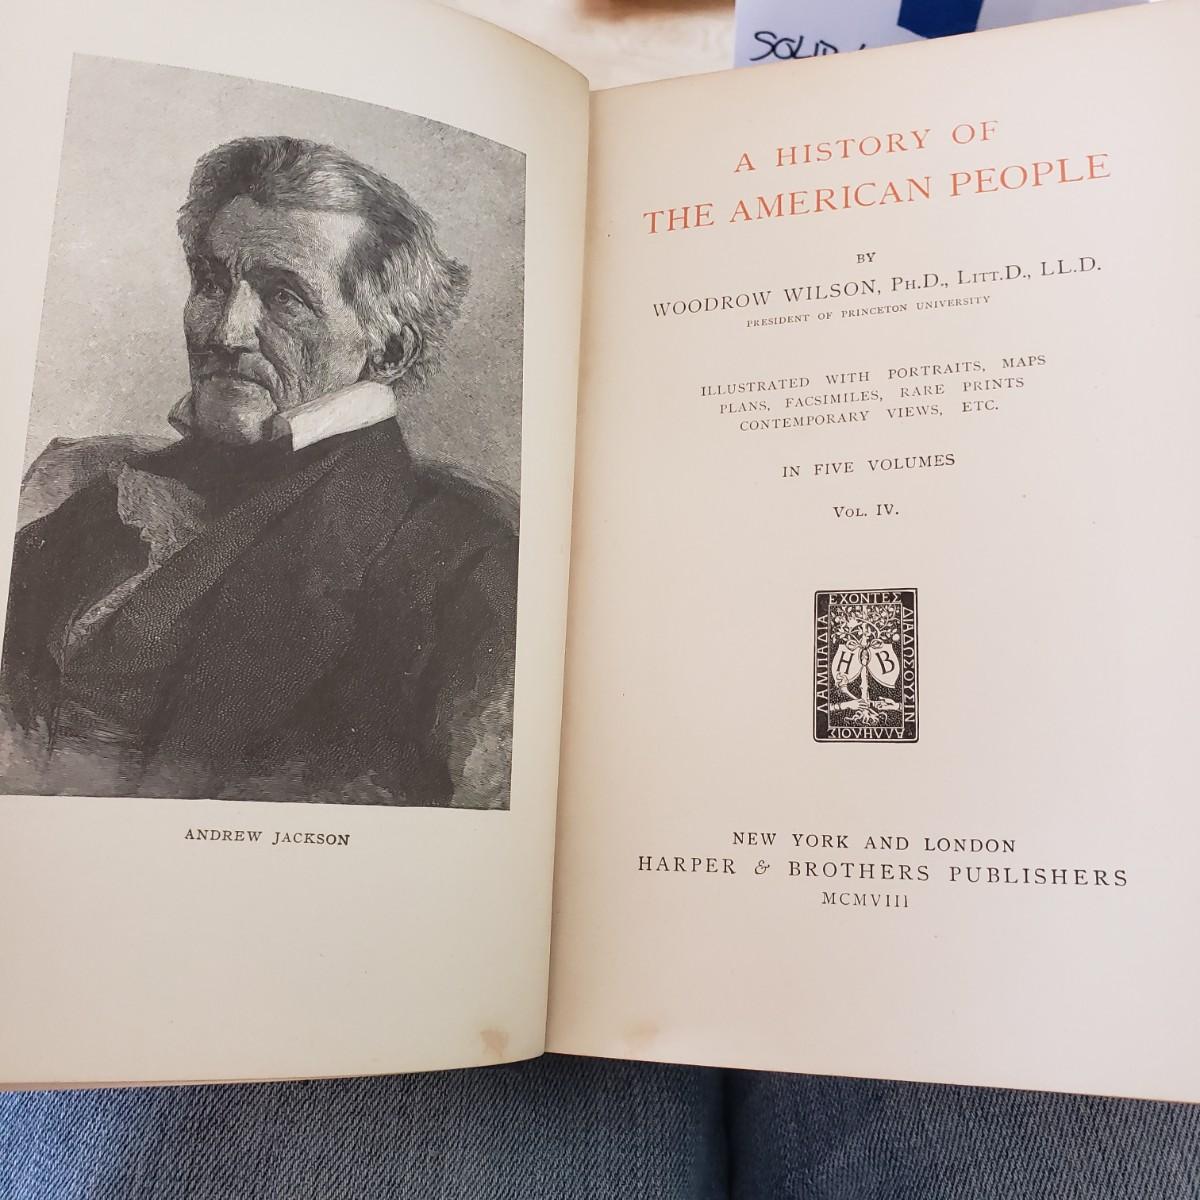 SOLID
ANDREW JACKSON
A HISTORY OF
THE AMERICAN PEOPLE
BY
WOODROW WILSON, PH.D., LITT.D., LL.D.
PRESIDENT OF PRINCETON UNIVERSITY
ILLUSTRATED WITH PORTRAITS, MAPS
PLANS, FACSIMILES, RARE PRINTS
CONTEMPORARY VIEWS, ETC.
IN FIVE VOLUMES
VOL. IV.
ΕΧΟΝΤΕΣ
ΛΑΜΠΑΔΙΑ
ΔΙΑΔΩΣΟΥΣΙΝ
H B
ΑΛΛΗΛΟΙΣ
NEW YORK AND LONDON
HARPER & BROTHERS PUBLISHERS
MCMVIII